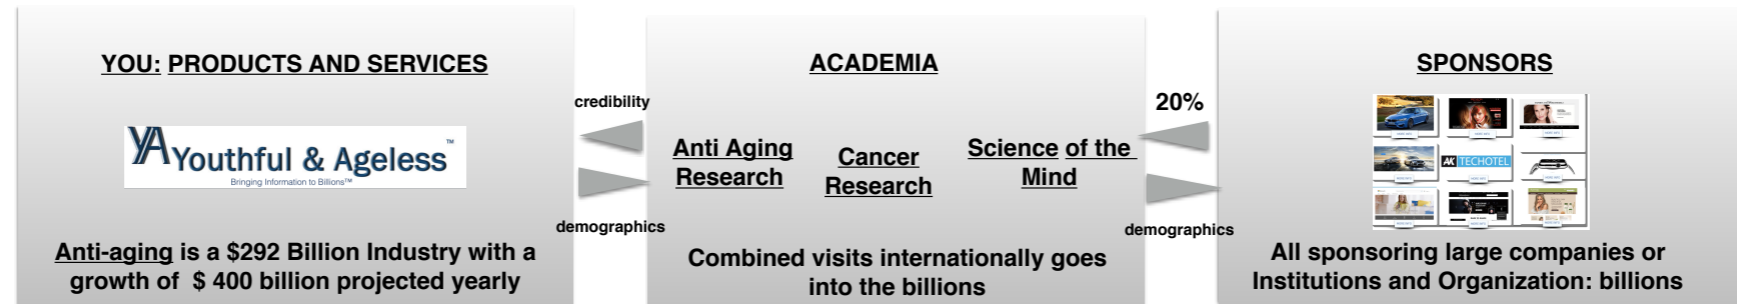 YOU: PRODUCTS AND SERVICES
YA Youthful & Ageless™
Bringing Information to Billions™
Anti-aging is a $292 Billion Industry with a
growth of $ 400 billion projected yearly
credibility
demographics
ACADEMIA
Anti Aging
Research
Cancer
Research
Science of the
Mind
Combined visits internationally goes
into the billions
20%
demographics
SPONSORS
AK TECHOTEL
All sponsoring large companies or
Institutions and Organization: billions